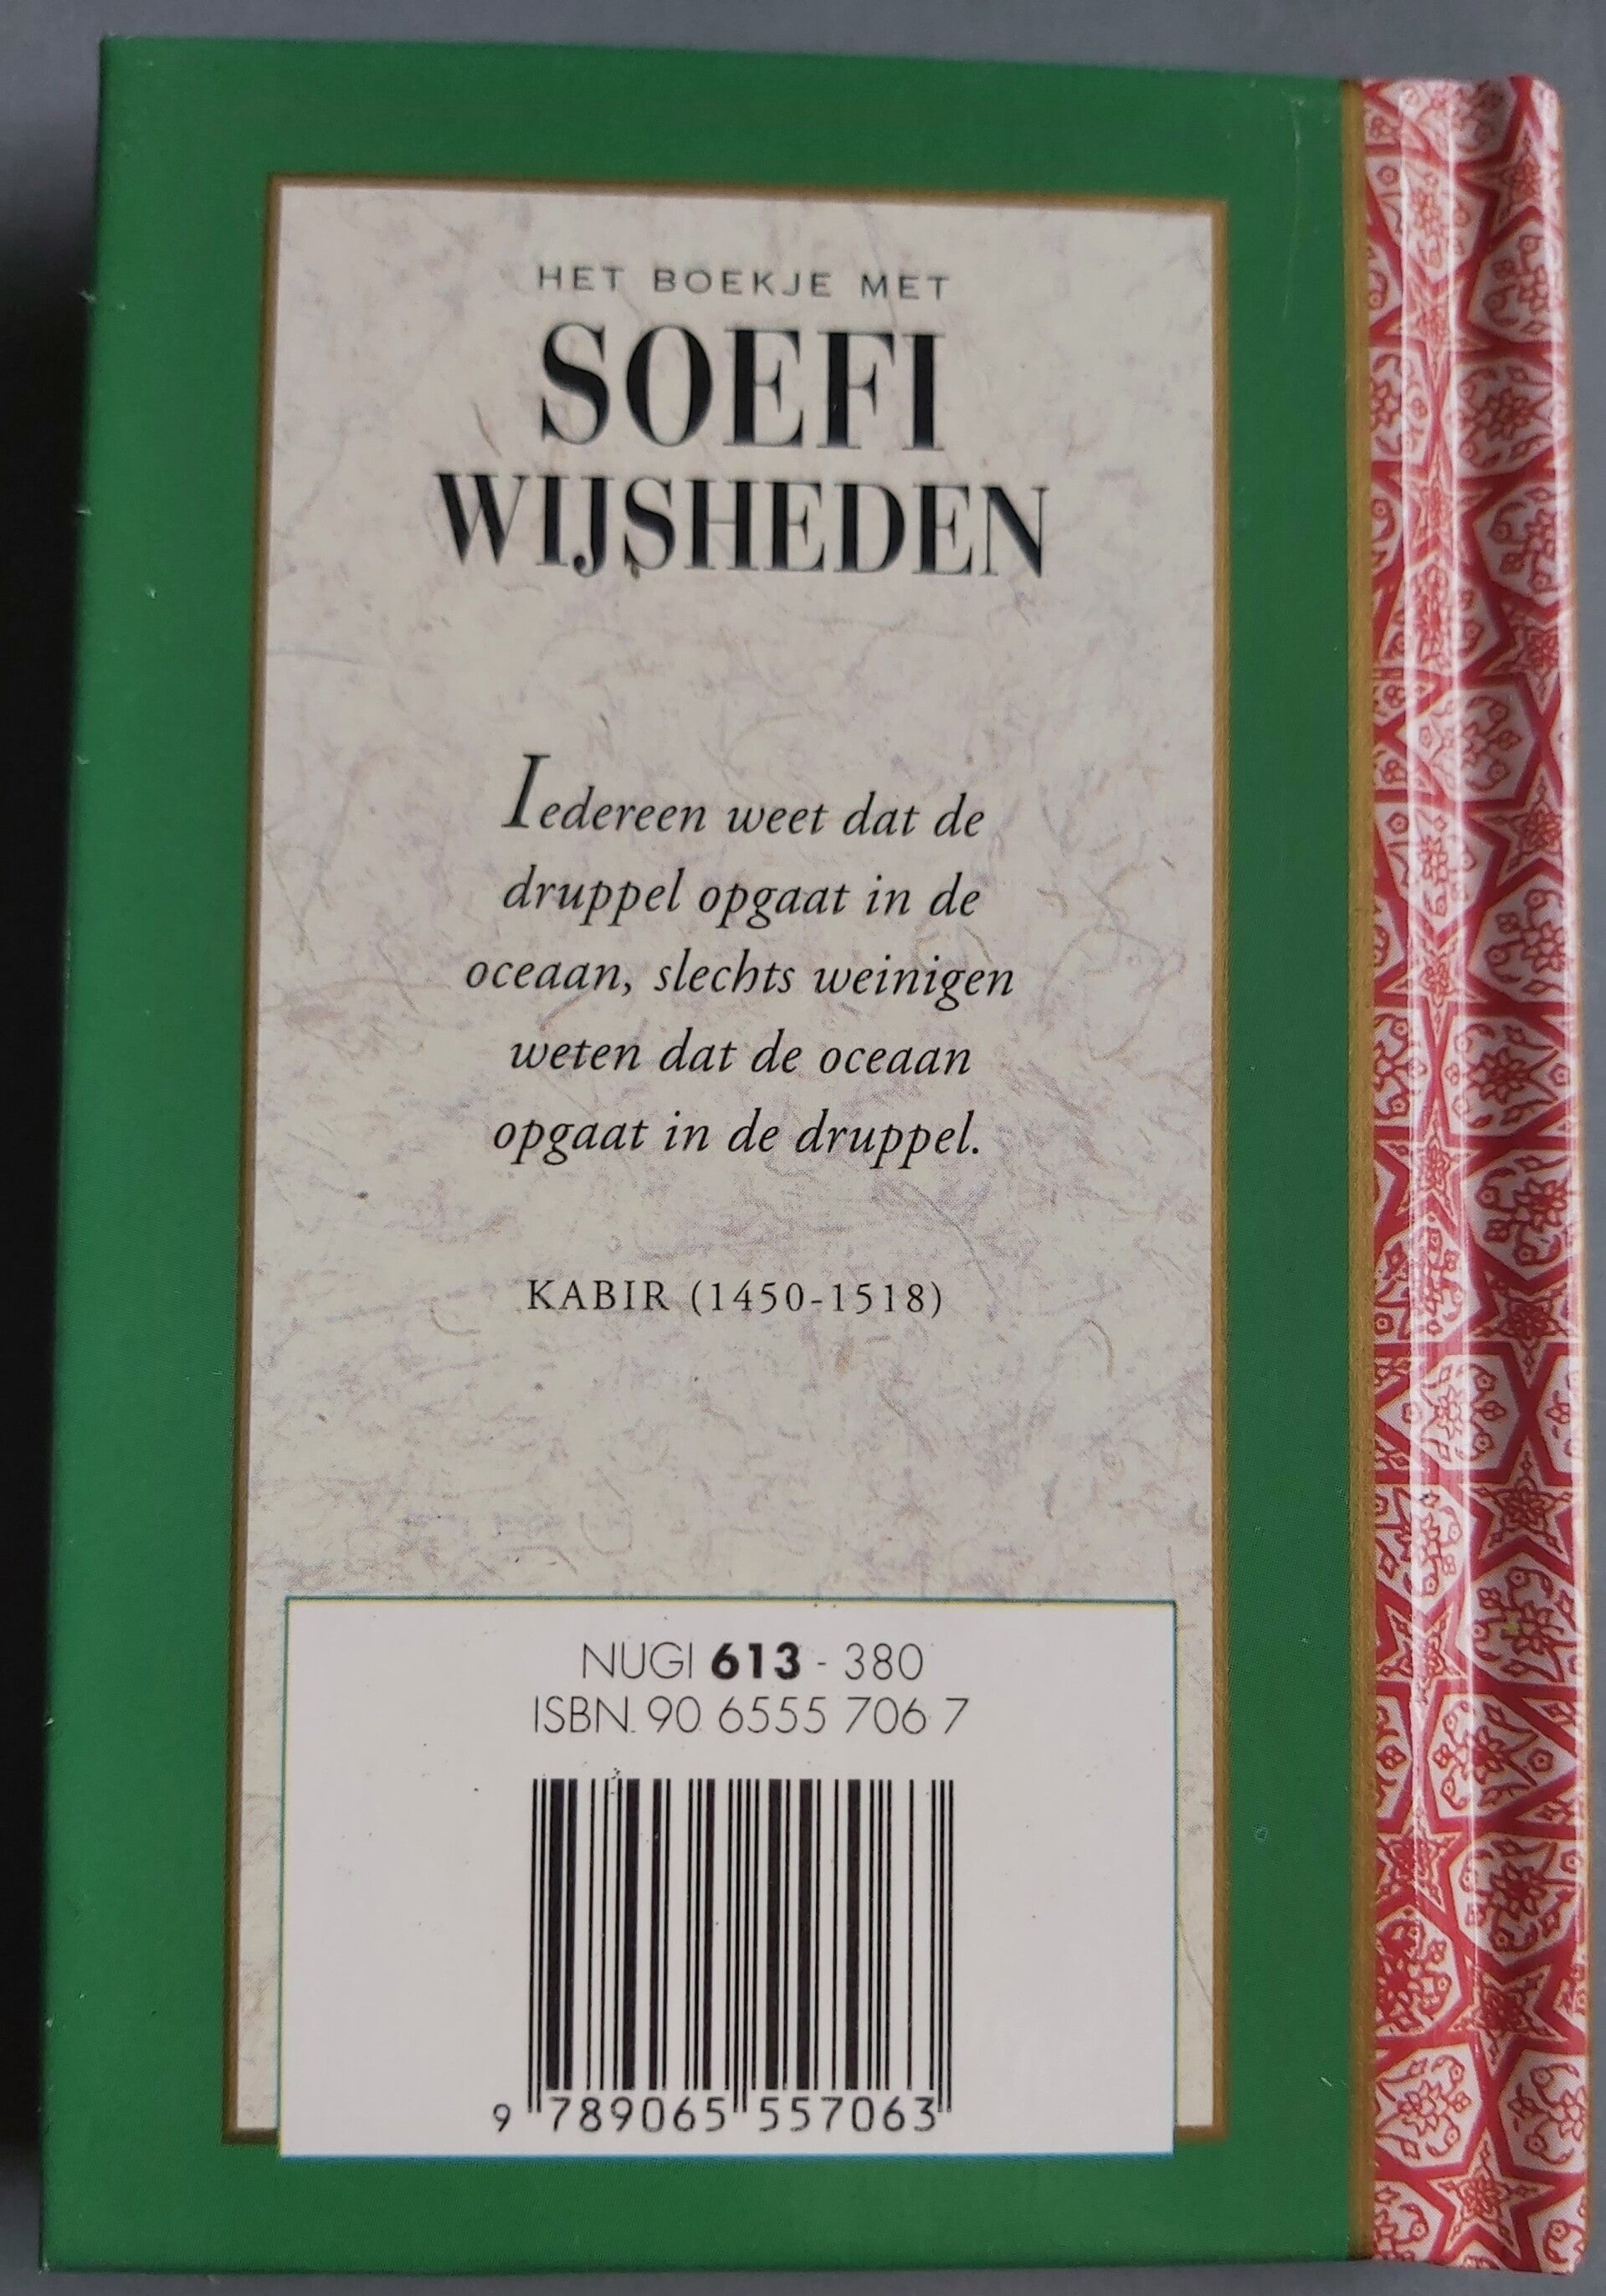 HET BOEKJE MET
SOEFI
WIJSHEDEN
Iedereen weet dat de
druppel opgaat in de
oceaan, slechts weinigen
weten dat de oceaan
opgaat in de druppel.
KABIR (1450-1518)
NUGI 613 - 380
ISBN. 90 6555 706 7
9 789065 557063